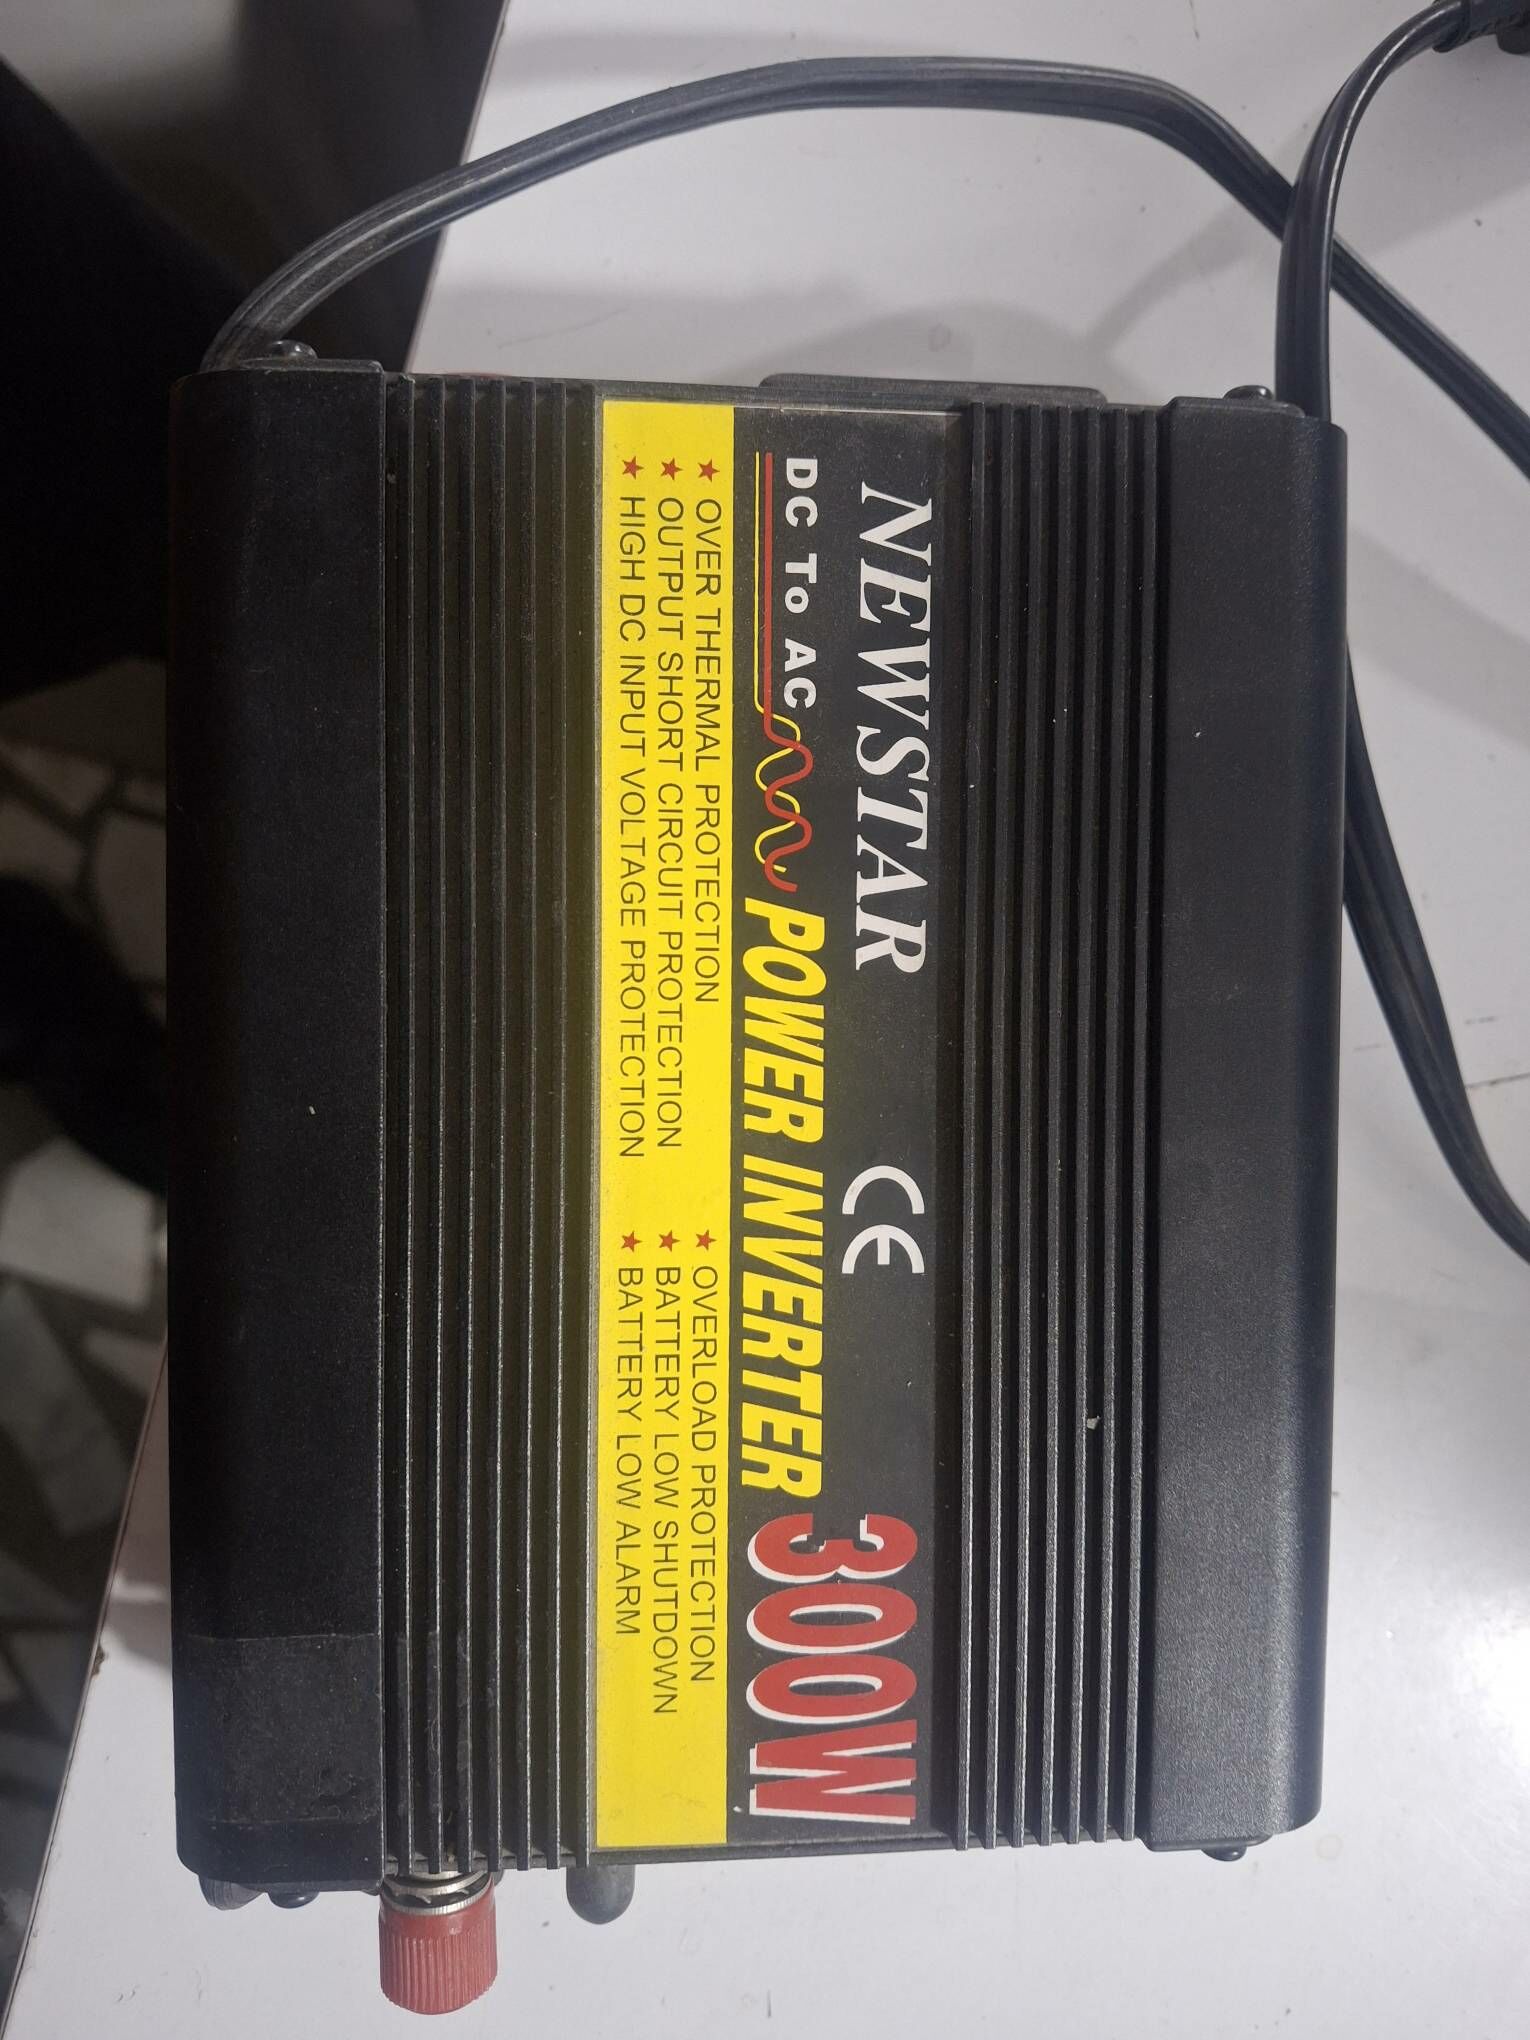 NEWSTAR CE
DC To AC POWER INVERTER 300W
★ OVER THERMAL PROTECTION ★ OVERLOAD PROTECTION
★ OUTPUT SHORT CIRCUIT PROTECTION ★ BATTERY LOW SHUTDOWN
★ HIGH DC INPUT VOLTAGE PROTECTION ★ BATTERY LOW ALARM